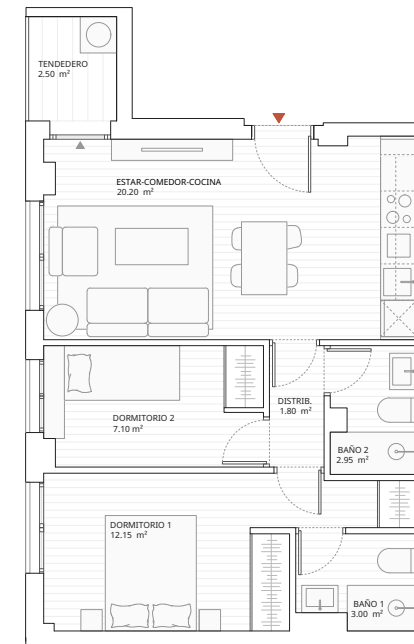 TENDEDERO
2.50 m²
ESTAR-COMEDOR-COCINA
20.20 m²
DISTRIB.
1.80 m²
DORMITORIO 2
7.10 m²
BAÑO 2
2.95 m²
DORMITORIO 1
12.15 m²
BAÑO 1
3.00 m²